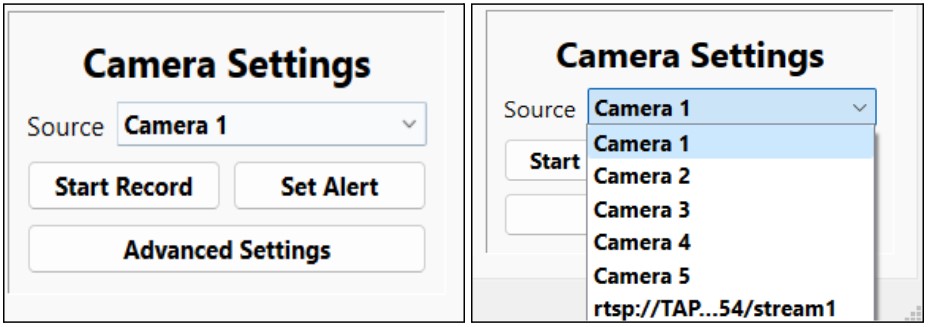 Camera Settings
Source Camera 1
Start Record Set Alert
Advanced Settings
Camera Settings
Source Camera 1
Start
Camera 1
Camera 2
Camera 3
Camera 4
Camera 5
rtsp://TAP...54/stream1